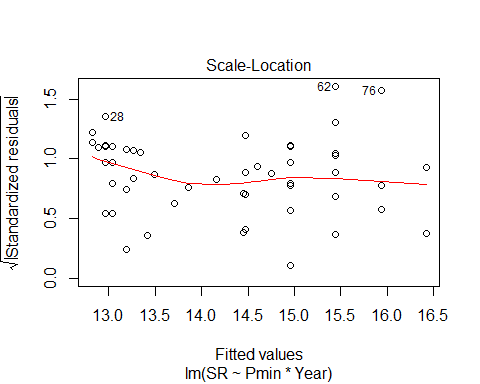 Scale-Location
√|Standardized residuals|
1.5
1.0
0.5
0.0
28
62
76
13.0 13.5 14.0 14.5 15.0 15.5 16.0 16.5
Fitted values
lm(SR ~ Pmin * Year)